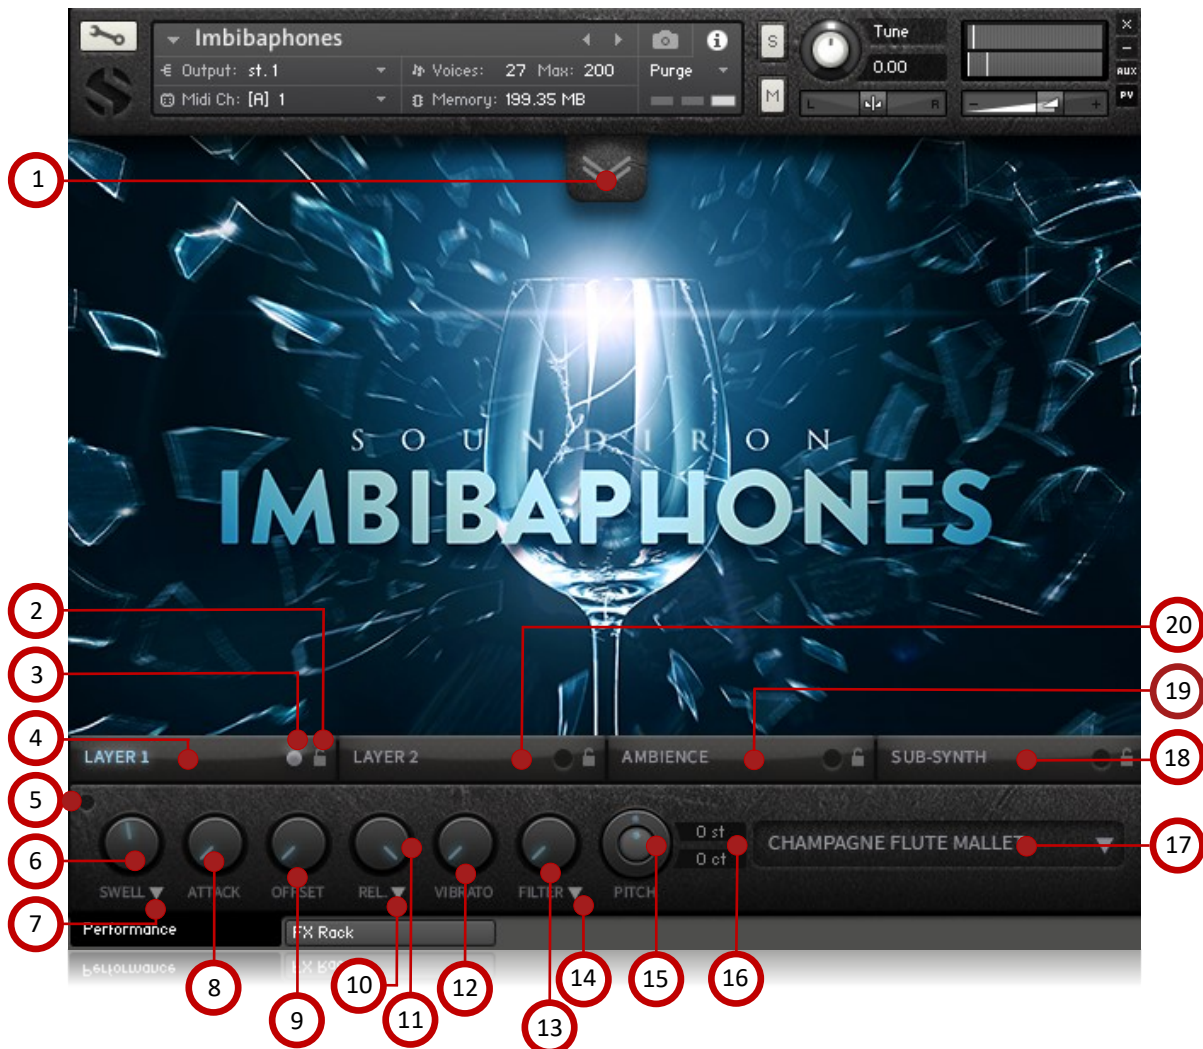 Imbibaphones
S
Tune
Output: st.1
Voices: 27 Max: 200
Purge
0.00
AUX
Midi Ch: [A] 1
Memory: 199.35 MB
M
L
R
-
+
PV
1
SOUNDIRON
IMBIBAPHONES
2
20
3
19
4
LAYER 1
LAYER 2
AMBIENCE
SUB-SYNTH
18
5
0 st
6
CHAMPAGNE FLUTE MALLET
17
0 ct
SWELL
ATTACK
OFFSET
REL.
VIBRATO
FILTER
PITCH
7
Performance
FX Rack
8
9
10
11
12
13
14
15
16